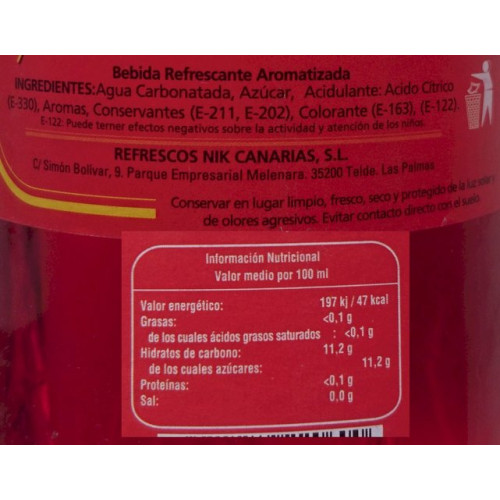 Bebida Refrescante Aromatizada
INGREDIENTES:Agua Carbonatada, Azúcar, Acidulante: Acido Cítrico
(E-330), Aromas, Conservantes (E-211, E-202), Colorante (E-163), (E-122).
E-122: Puede terner efectos negativos sobre la actividad y atención de los niños.
REFRESCOS NIK CANARIAS, S.L.
C/ Simón Bolívar, 9. Parque Empresarial Melenara. 35200 Telde. Las Palmas
Conservar en lugar limpio, fresco, seco y protegido de la luz solar y
de olores agresivos. Evitar contacto directo con el suelo.
Información Nutricional
Valor medio por 100 ml
Valor energético: 197 kj / 47 kcal
Grasas: <0,1 g
de los cuales ácidos grasos saturados : <0,1 g
Hidratos de carbono: 11,2 g
de los cuales azúcares: 11,2 g
Proteínas: <0,1 g
Sal: 0,0 g